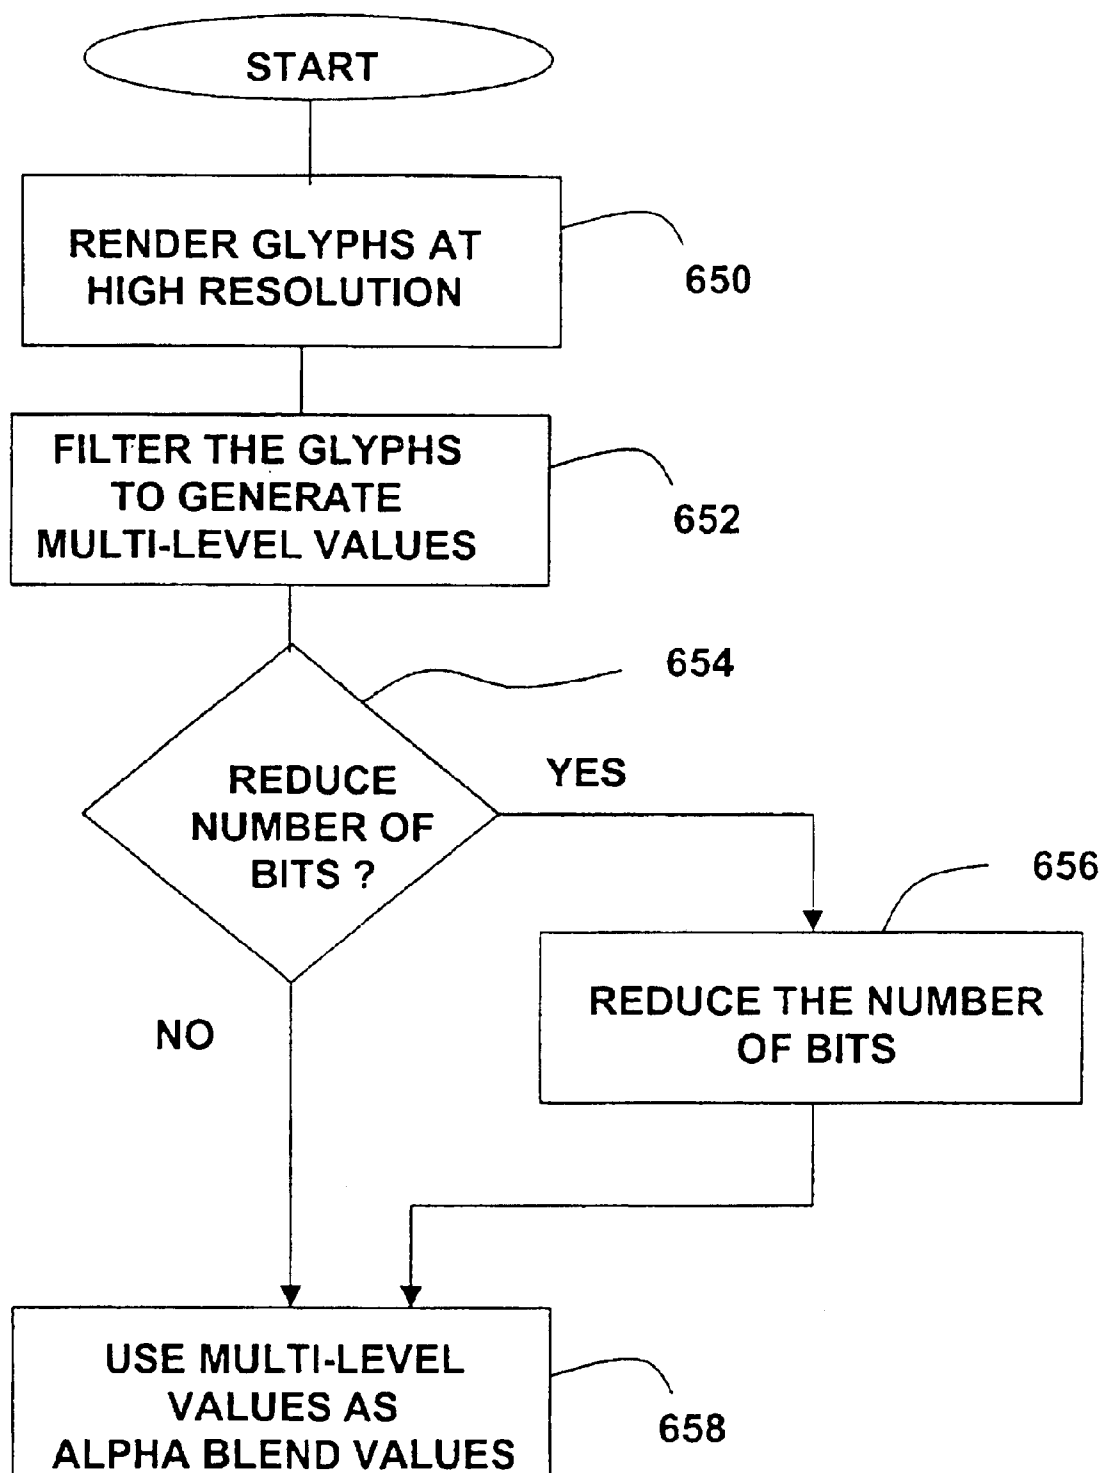 START
RENDER GLYPHS AT
HIGH RESOLUTION
650
FILTER THE GLYPHS
TO GENERATE
MULTI-LEVEL VALUES
652
654
REDUCE
NUMBER OF
BITS ?
YES
656
REDUCE THE NUMBER
OF BITS
NO
USE MULTI-LEVEL
VALUES AS
ALPHA BLEND VALUES
658